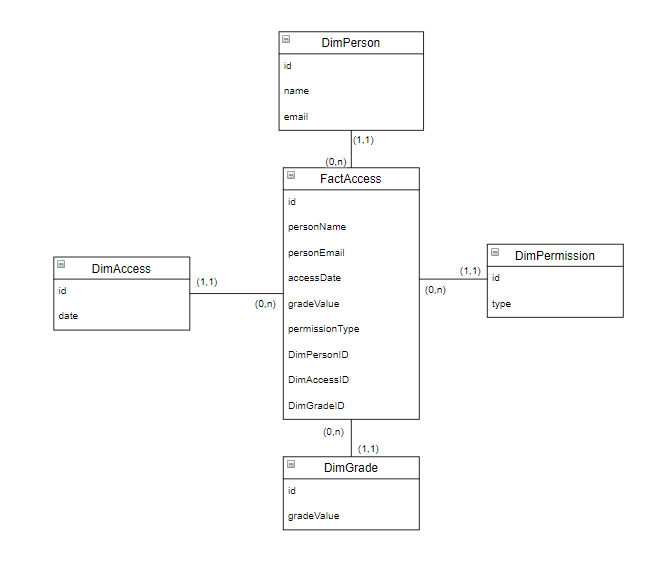 DimPerson
id
name
email
(1,1)
(0,n)
FactAccess
id
personName
personEmail
accessDate
gradeValue
permissionType
DimPersonID
DimAccessID
DimGradeID
DimAccess
id
date
(1,1)
(0,n)
DimPermission
id
type
(1,1)
(0,n)
(0,n)
(1,1)
DimGrade
id
gradeValue